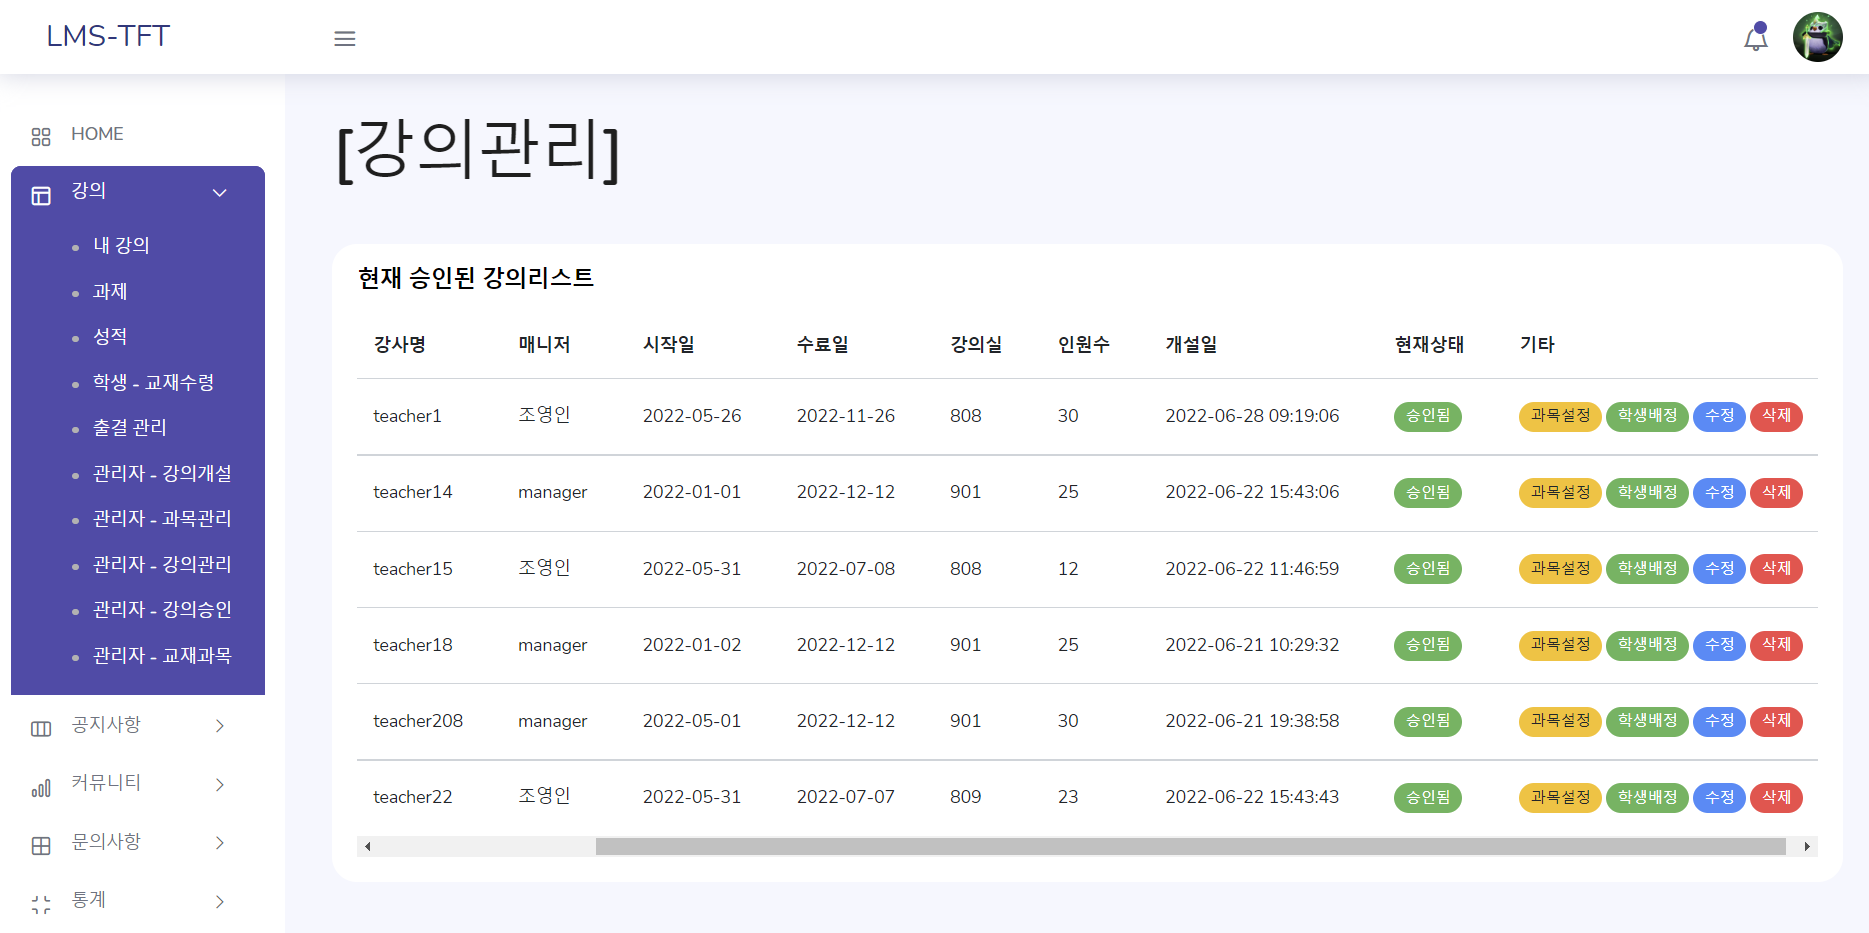 LMS-TFT
HOME
강의
내 강의
과제
성적
학생 - 교재수령
출결 관리
관리자 - 강의개설
관리자 - 과목관리
관리자 - 강의관리
관리자 - 강의승인
관리자 - 교재과목
공지사항
커뮤니티
문의사항
통계
[강의관리]
현재 승인된 강의리스트
강사명 매니저 시작일 수료일 강의실 인원수 개설일 현재상태 기타
teacher1 조영인 2022-05-26 2022-11-26 808 30 2022-06-28 09:19:06 승인됨 과목설정 학생배정 수정 삭제
teacher14 manager 2022-01-01 2022-12-12 901 25 2022-06-22 15:43:06 승인됨 과목설정 학생배정 수정 삭제
teacher15 조영인 2022-05-31 2022-07-08 808 12 2022-06-22 11:46:59 승인됨 과목설정 학생배정 수정 삭제
teacher18 manager 2022-01-02 2022-12-12 901 25 2022-06-21 10:29:32 승인됨 과목설정 학생배정 수정 삭제
teacher208 manager 2022-05-01 2022-12-12 901 30 2022-06-21 19:38:58 승인됨 과목설정 학생배정 수정 삭제
teacher22 조영인 2022-05-31 2022-07-07 809 23 2022-06-22 15:43:43 승인됨 과목설정 학생배정 수정 삭제